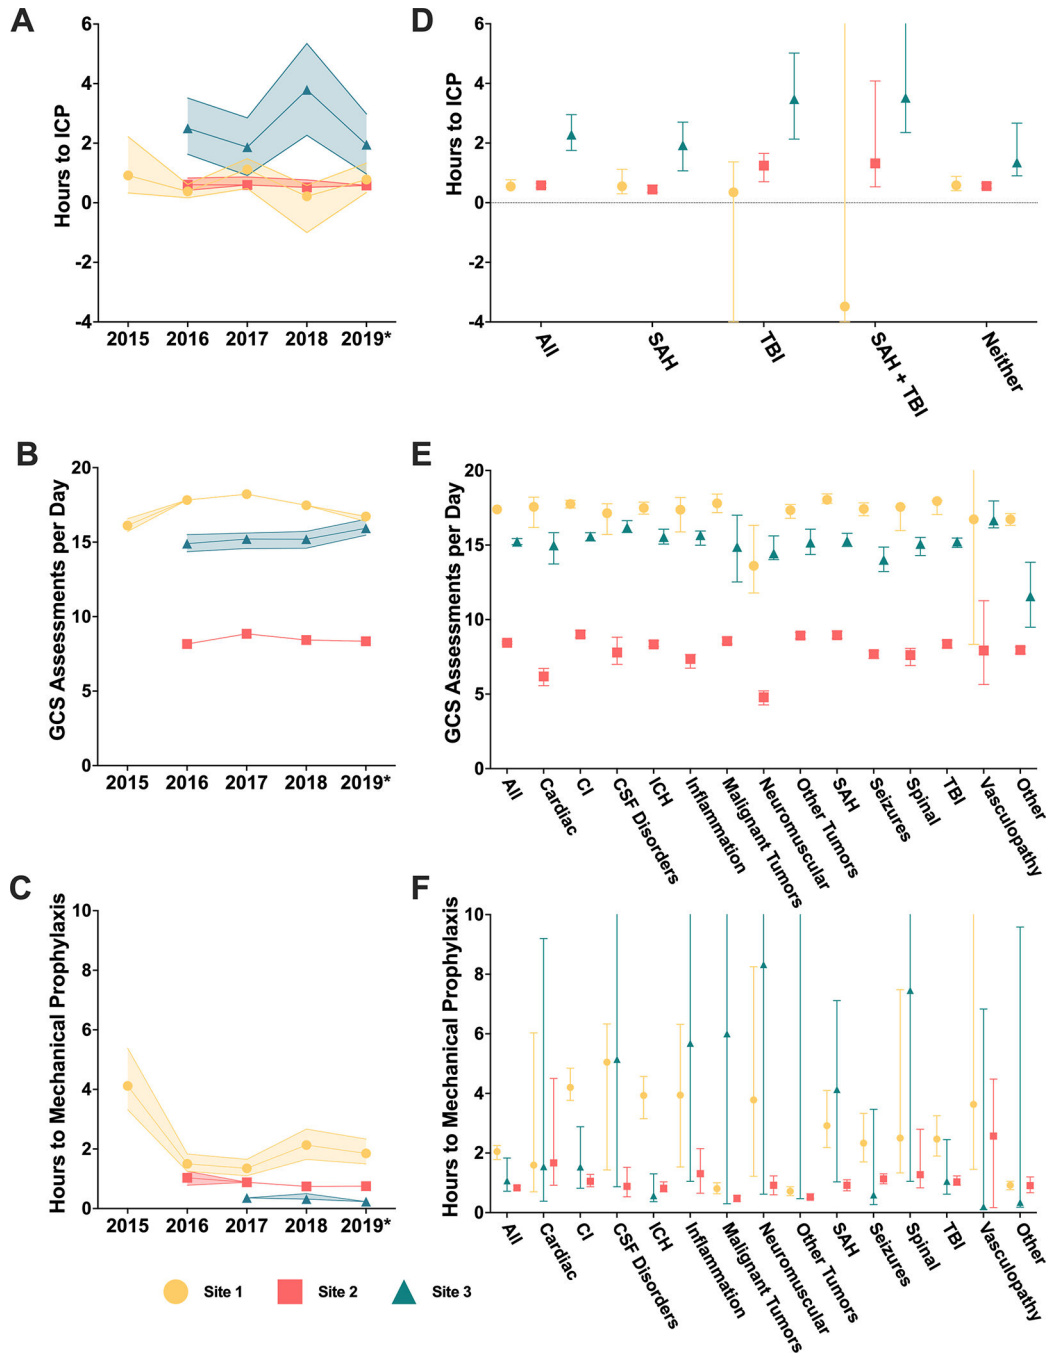 A
Hours to ICP
6
4
2
0
-2
-4
2015 2016 2017 2018 2019*
D
Hours to ICP
6
4
2
0
-2
-4
All SAH TBI SAH + TBI Neither
B
GCS Assessments per Day
20
15
10
5
0
2015 2016 2017 2018 2019*
E
GCS Assessments per Day
20
15
10
5
0
All Cardiac CI CSF Disorders ICH Inflammation Malignant Tumors Neuromuscular Other Tumors SAH Seizures Spinal TBI Vasculopathy Other
C
Hours to Mechanical Prophylaxis
10
8
6
4
2
0
2015 2016 2017 2018 2019*
F
Hours to Mechanical Prophylaxis
10
8
6
4
2
0
All Cardiac CI CSF Disorders ICH Inflammation Malignant Tumors Neuromuscular Other Tumors SAH Seizures Spinal TBI Vasculopathy Other
Site 1 Site 2 Site 3